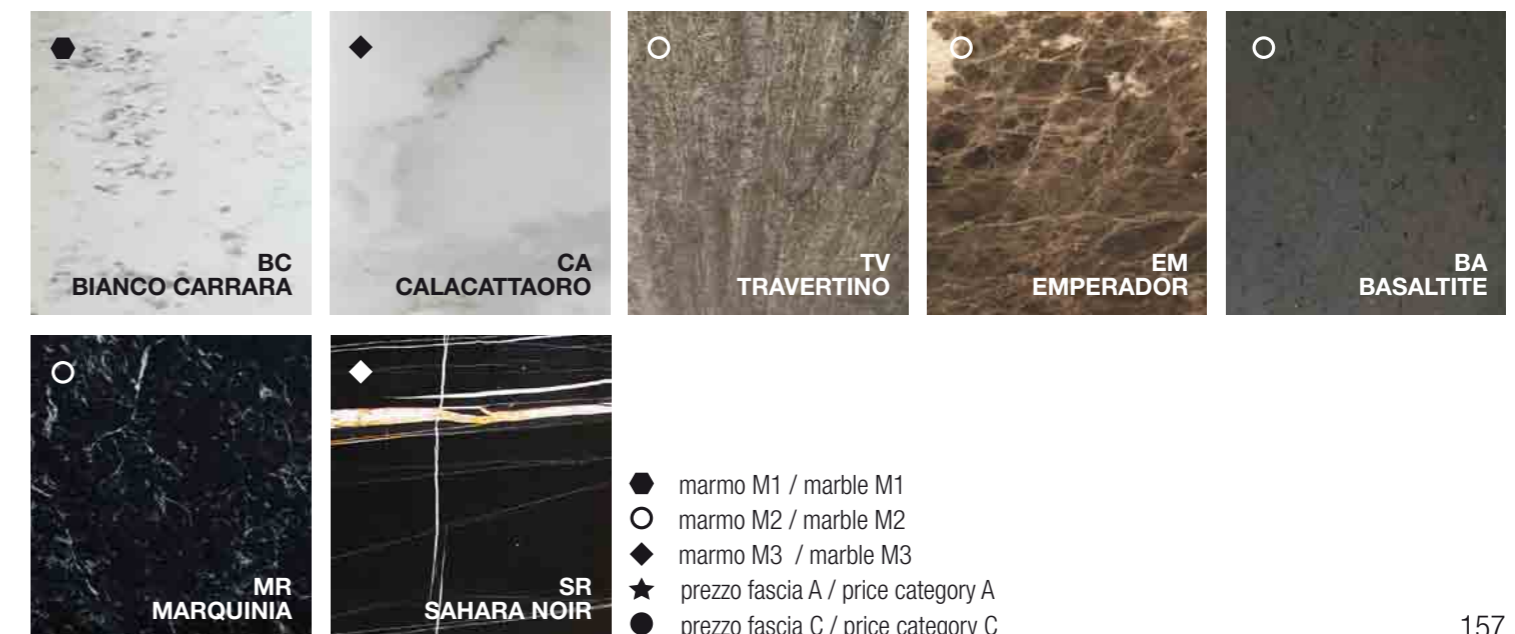 BC
BIANCO CARRARA
CA
CALACATTAORO
TV
TRAVERTINO
EM
EMPERADOR
BA
BASALTITE
MR
MARQUINIA
SR
SAHARA NOIR
marmo M1 / marble M1
marmo M2 / marble M2
marmo M3 / marble M3
prezzo fascia A / price category A
prezzo fascia C / price category C
157